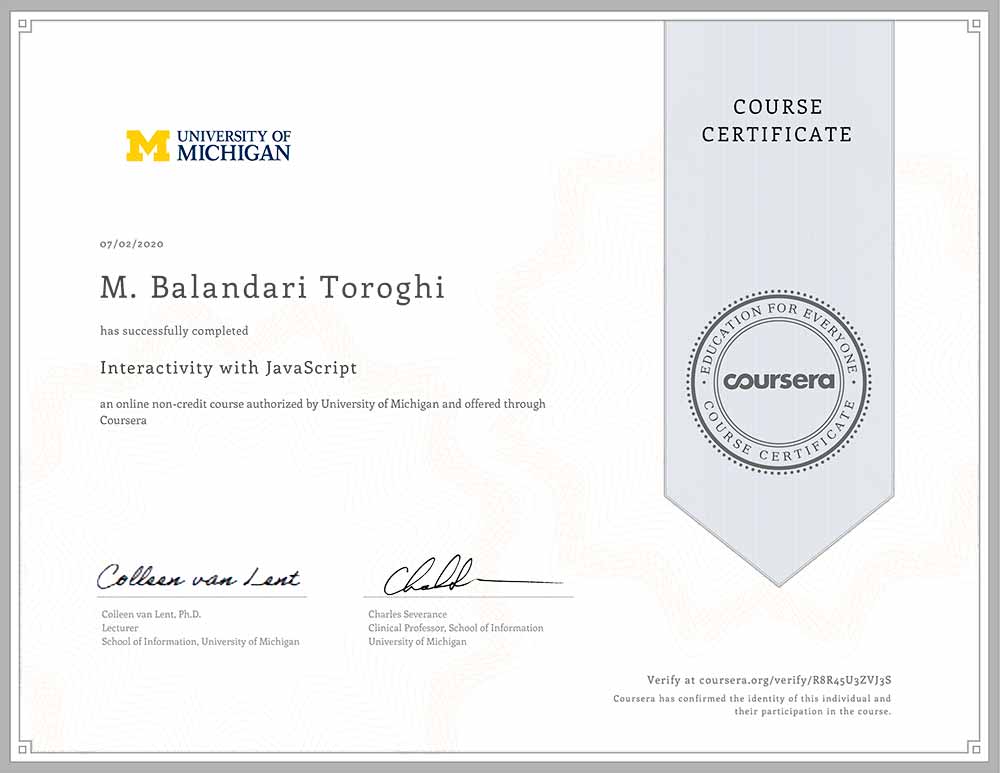 COURSE
CERTIFICATE
UNIVERSITY OF
MICHIGAN
07/02/2020
M. Balandari Toroghi
has successfully completed
Interactivity with JavaScript
an online non-credit course authorized by University of Michigan and offered through
Coursera
EDUCATION FOR EVERYONE
coursera
COURSE CERTIFICATE
Colleen van Lent
Colleen van Lent, Ph.D.
Lecturer
School of Information, University of Michigan
Charles Severance
Clinical Professor, School of Information
University of Michigan
Verify at coursera.org/verify/R8R45U3ZVJ3S
Coursera has confirmed the identity of this individual and
their participation in the course.